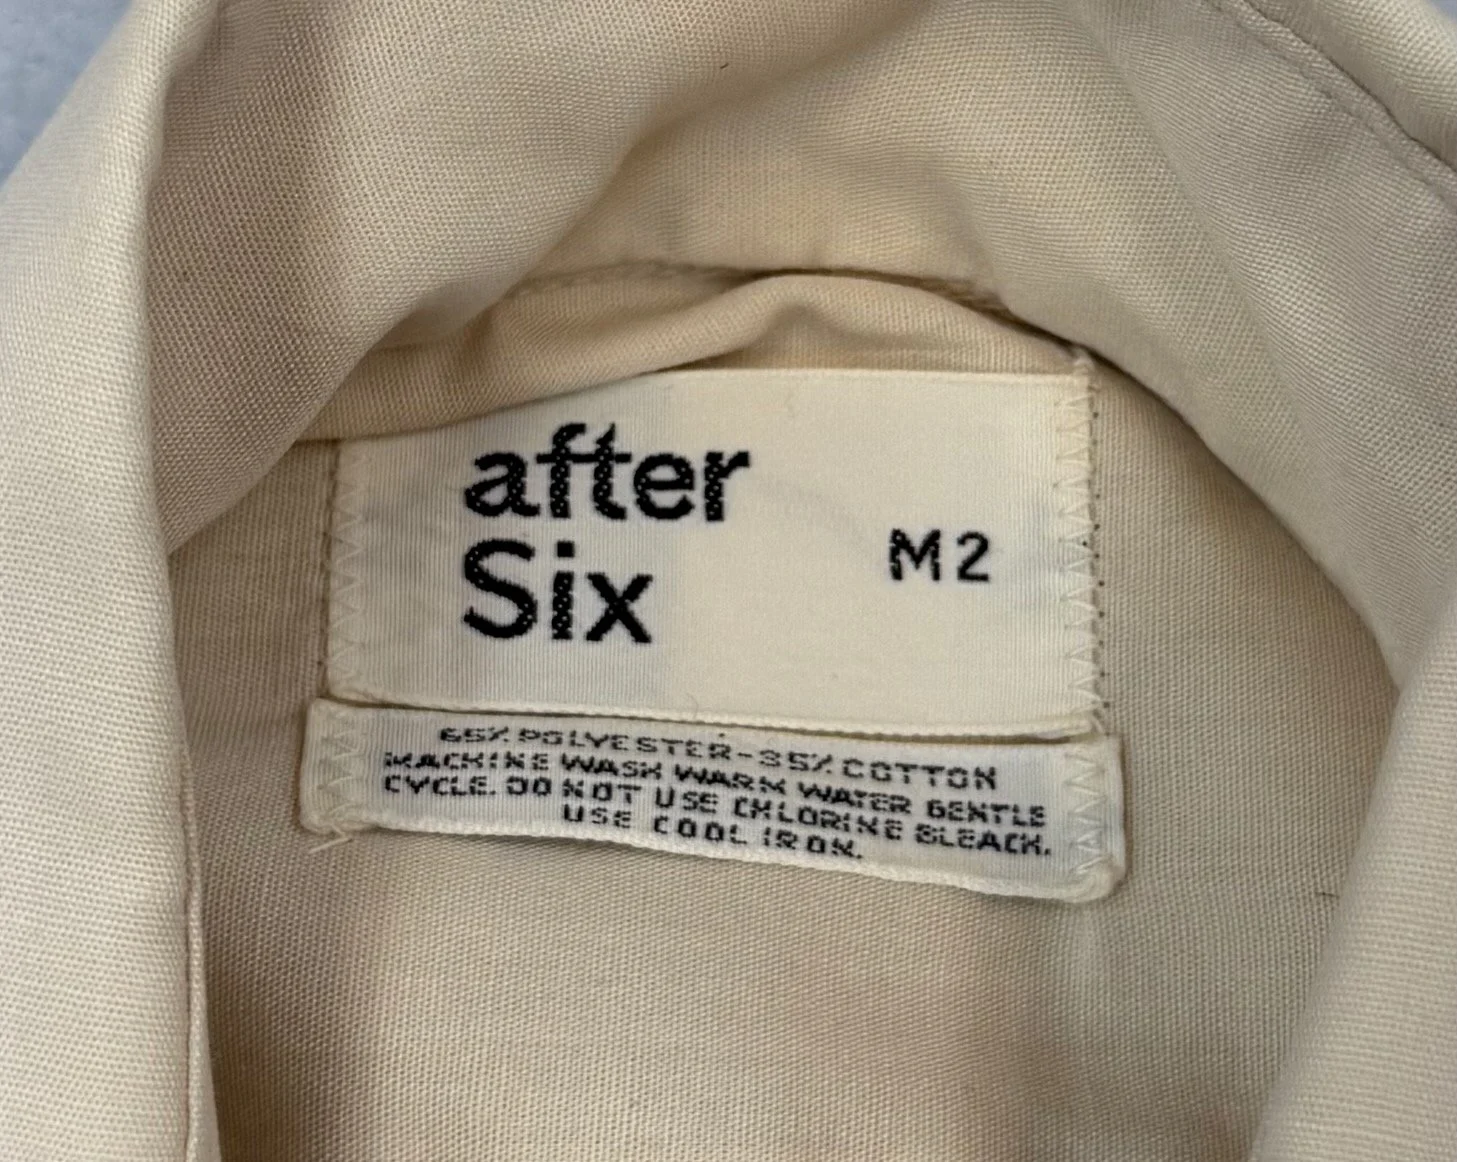 after
Six
M2
65% POLYESTER-35% COTTON
MACHINE WASH WARM WATER GENTLE
CYCLE. DO NOT USE CHLORINE BLEACH.
USE COOL IRON.